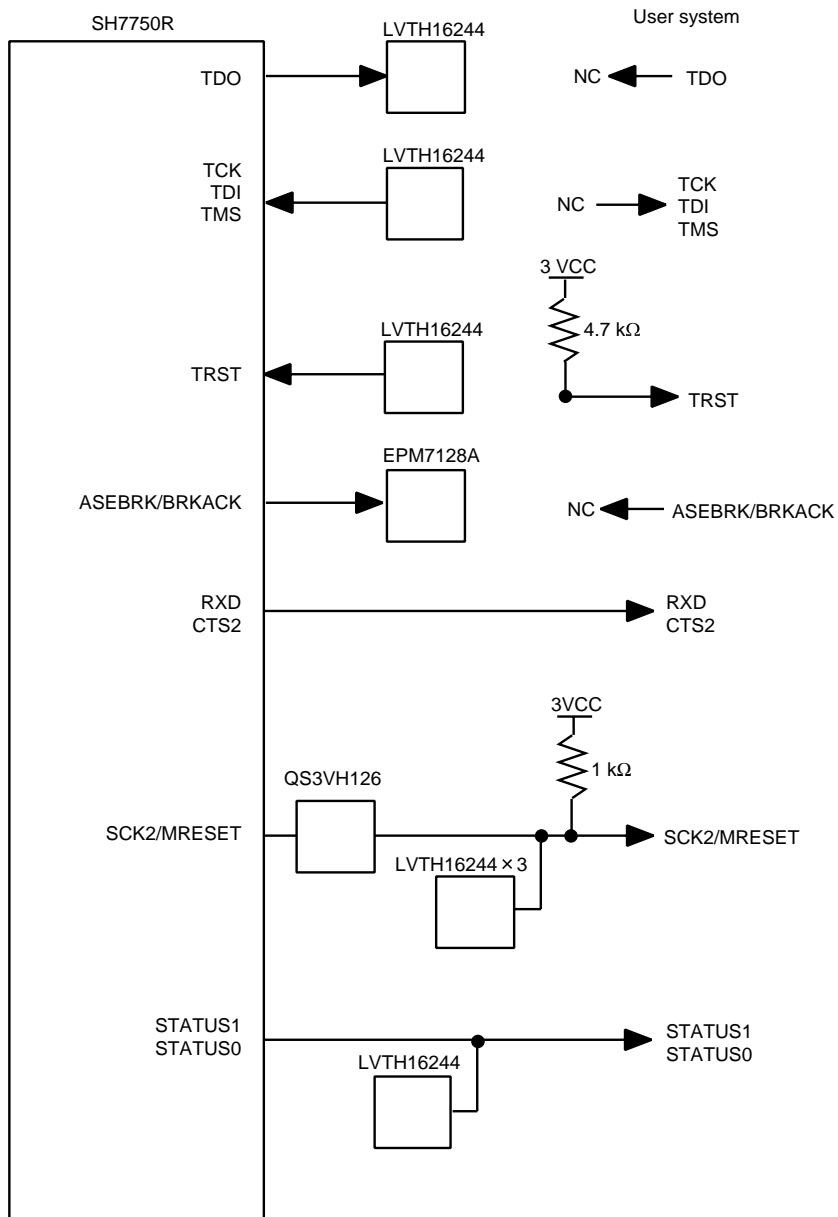 SH7750R
LVTH16244
User system
TDO
NC
TDO
TCK
TDI
TMS
LVTH16244
NC
TCK
TDI
TMS
3 VCC
4.7 kΩ
TRST
LVTH16244
TRST
EPM7128A
ASEBRK/BRKACK
NC
ASEBRK/BRKACK
RXD
CTS2
RXD
CTS2
3VCC
1 kΩ
QS3VH126
SCK2/MRESET
SCK2/MRESET
LVTH16244 × 3
STATUS1
STATUS0
STATUS1
STATUS0
LVTH16244